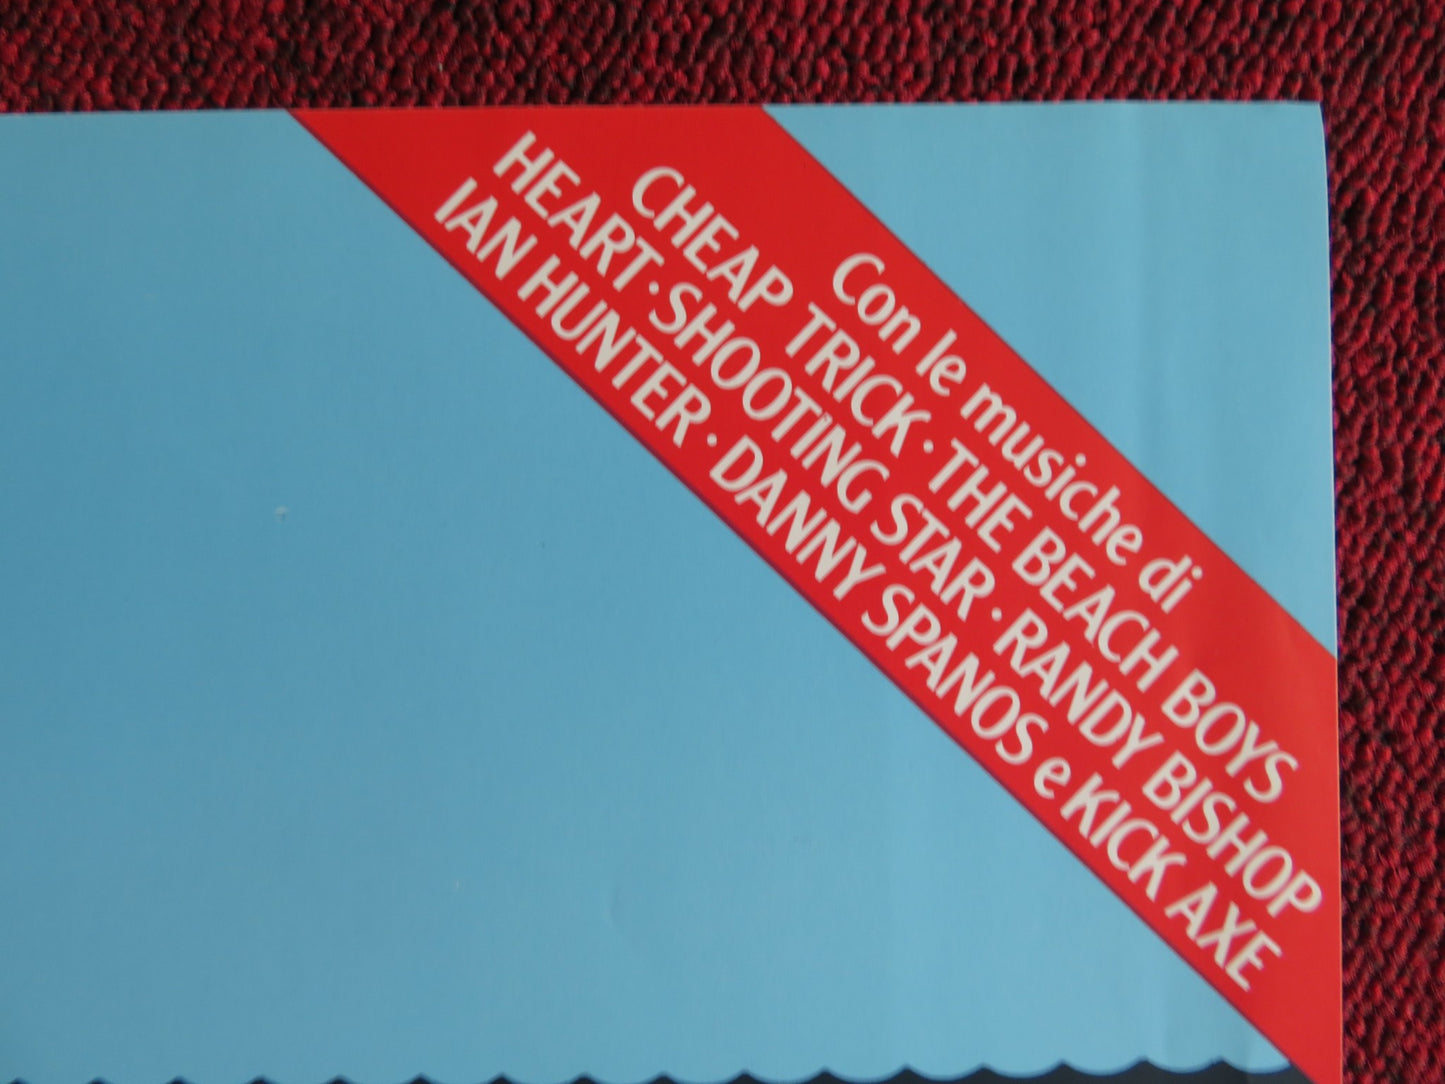 Con le musiche di
CHEAP TRICK · THE BEACH BOYS
HEART · SHOOTING STAR · RANDY BISHOP
IAN HUNTER · DANNY SPANOS e KICK AXE